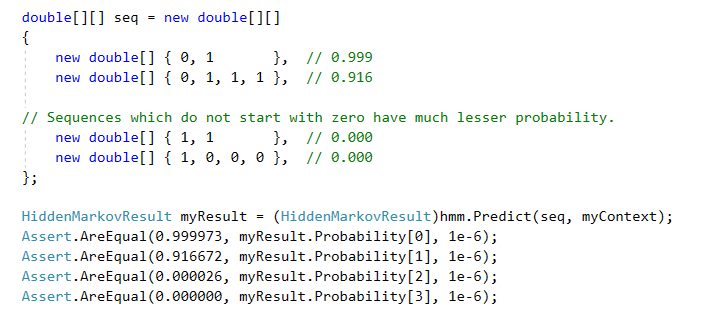 double[][] seq = new double[][]
{
    new double[] { 0, 1       },  // 0.999
    new double[] { 0, 1, 1, 1 },  // 0.916
// Sequences which do not start with zero have much lesser probability.
    new double[] { 1, 1       },  // 0.000
    new double[] { 1, 0, 0, 0 },  // 0.000
};
HiddenMarkovResult myResult = (HiddenMarkovResult)hmm.Predict(seq, myContext);
Assert.AreEqual(0.999973, myResult.Probability[0], 1e-6);
Assert.AreEqual(0.916672, myResult.Probability[1], 1e-6);
Assert.AreEqual(0.000026, myResult.Probability[2], 1e-6);
Assert.AreEqual(0.000000, myResult.Probability[3], 1e-6);